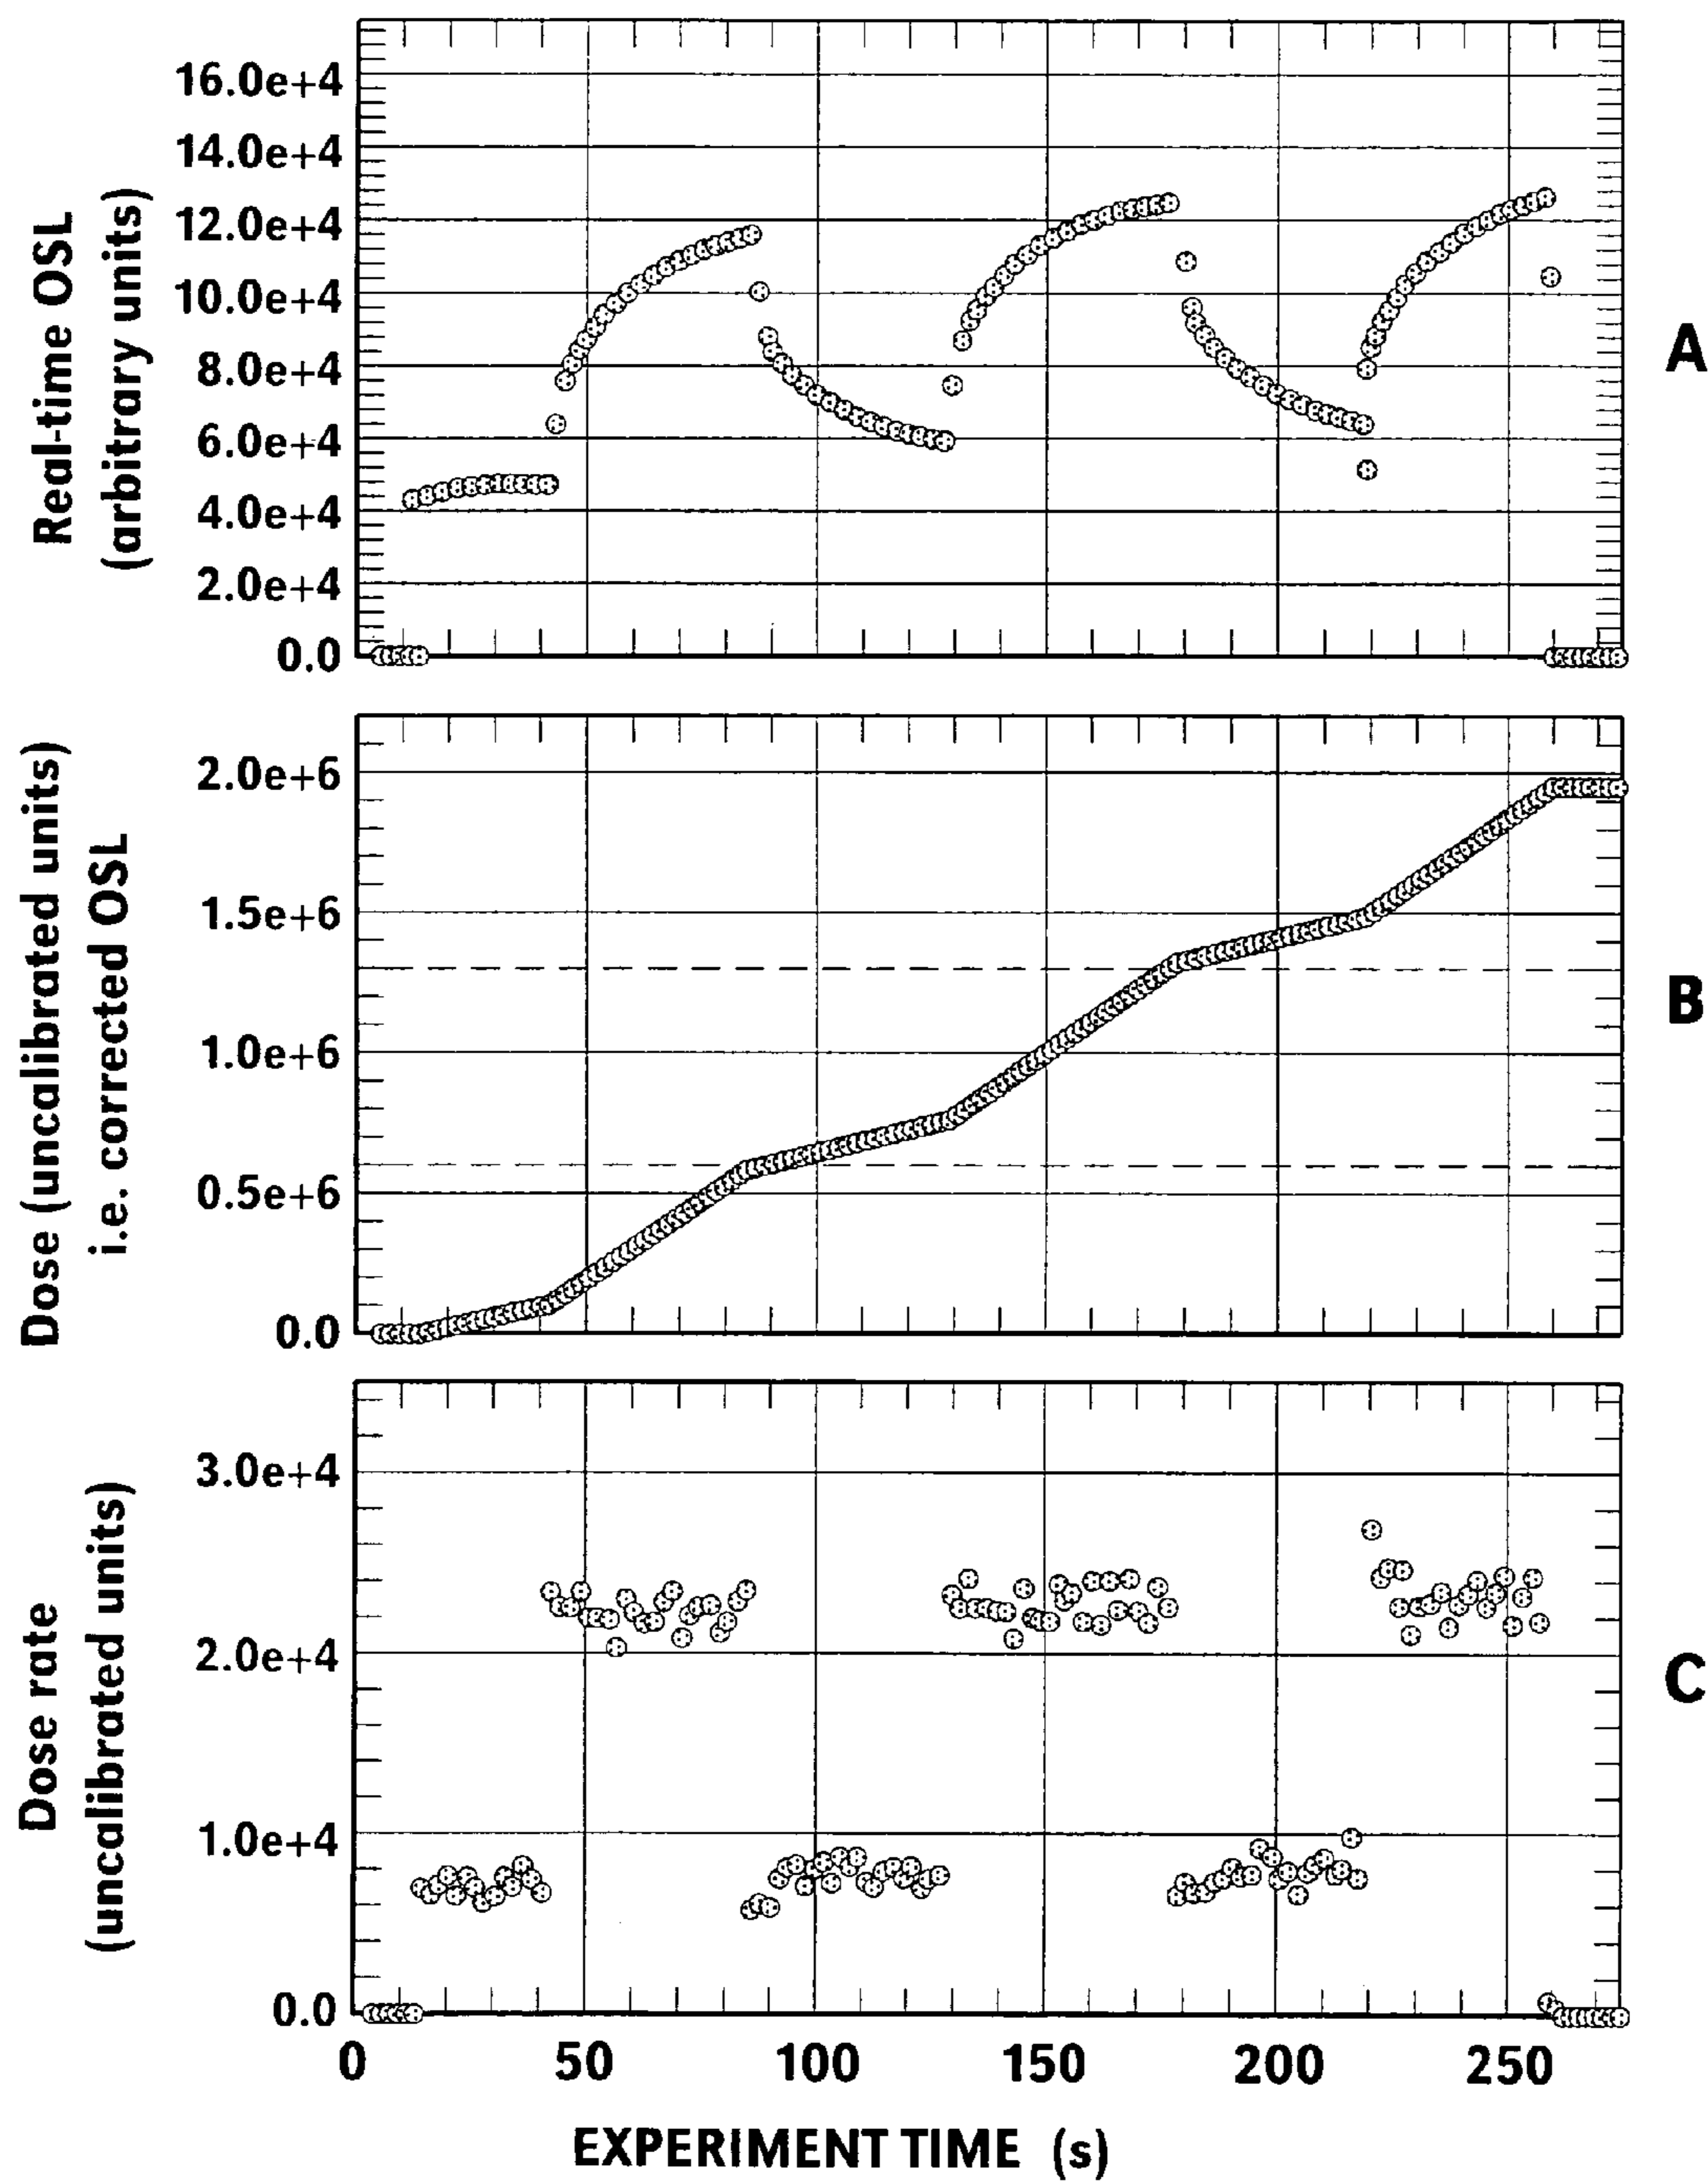 Real-time OSL
(arbitrary units)
16.0e+4
14.0e+4
12.0e+4
10.0e+4
8.0e+4
6.0e+4
4.0e+4
2.0e+4
0.0
A
Dose (uncalibrated units)
i.e. corrected OSL
2.0e+6
1.5e+6
1.0e+6
0.5e+6
0.0
B
Dose rate
(uncalibrated units)
3.0e+4
2.0e+4
1.0e+4
0.0
C
0 50 100 150 200 250
EXPERIMENT TIME (s)